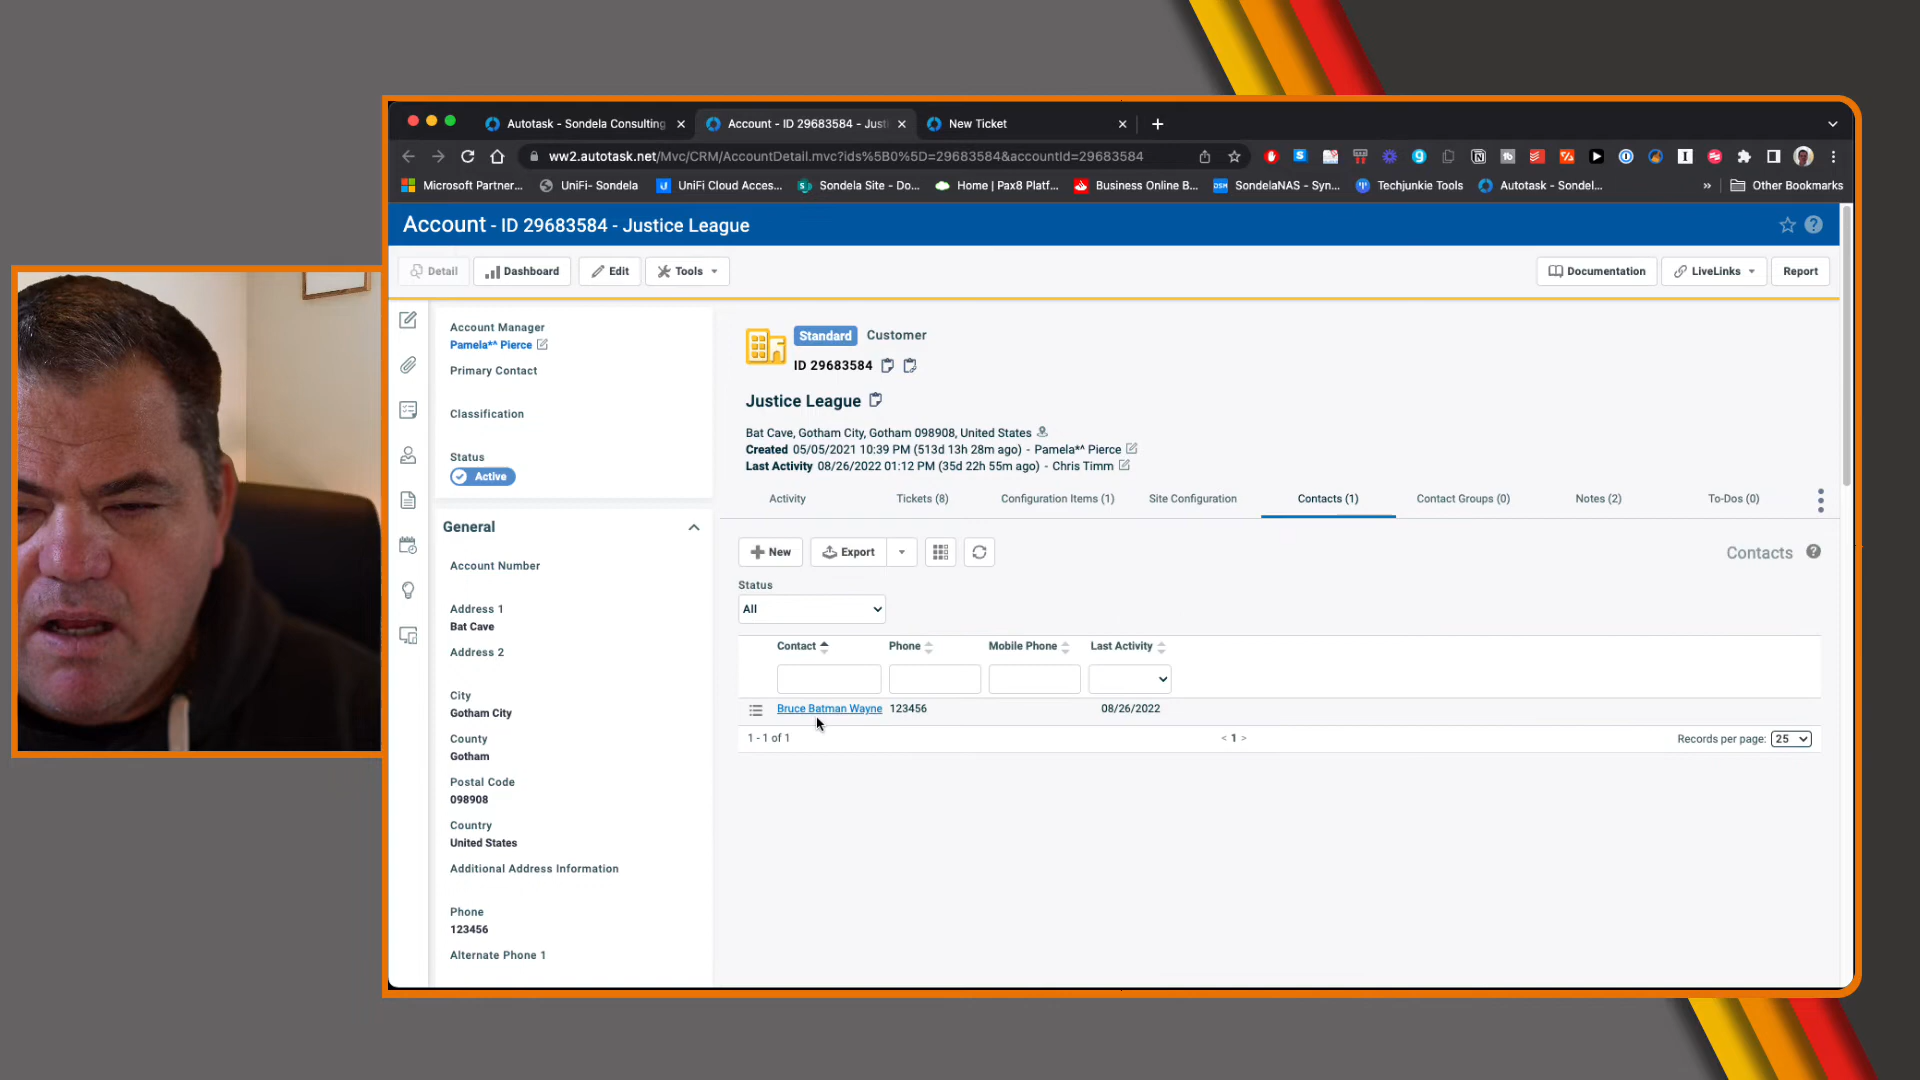 Autotask - Sondela Consulting
Account - ID 29683584 - Justi
New Ticket
ww2.autotask.net/Mvc/CRM/AccountDetail.mvc?ids%5B0%5D=29683584&accountId=29683584
Microsoft Partner...
UniFi- Sondela
UniFi Cloud Acces...
Sondela Site - Do...
Home | Pax8 Platf...
Business Online B...
SondelaNAS - Syn...
Techjunkie Tools
Autotask - Sondel...
»
Other Bookmarks
Account - ID 29683584 - Justice League
Detail
Dashboard
Edit
Tools
Documentation
LiveLinks
Report
Account Manager
Pamela*^ Pierce
Primary Contact
Classification
Status
Active
General
Account Number
Address 1
Bat Cave
Address 2
City
Gotham City
County
Gotham
Postal Code
098908
Country
United States
Additional Address Information
Phone
123456
Alternate Phone 1
Standard Customer
ID 29683584
Justice League
Bat Cave, Gotham City, Gotham 098908, United States
Created 05/05/2021 10:39 PM (513d 13h 28m ago) - Pamela*^ Pierce
Last Activity 08/26/2022 01:12 PM (35d 22h 55m ago) - Chris Timm
Activity
Tickets (8)
Configuration Items (1)
Site Configuration
Contacts (1)
Contact Groups (0)
Notes (2)
To-Dos (0)
New
Export
Contacts
Status
All
Contact
Phone
Mobile Phone
Last Activity
Bruce Batman Wayne 123456 08/26/2022
1 - 1 of 1
< 1 >
Records per page: 25